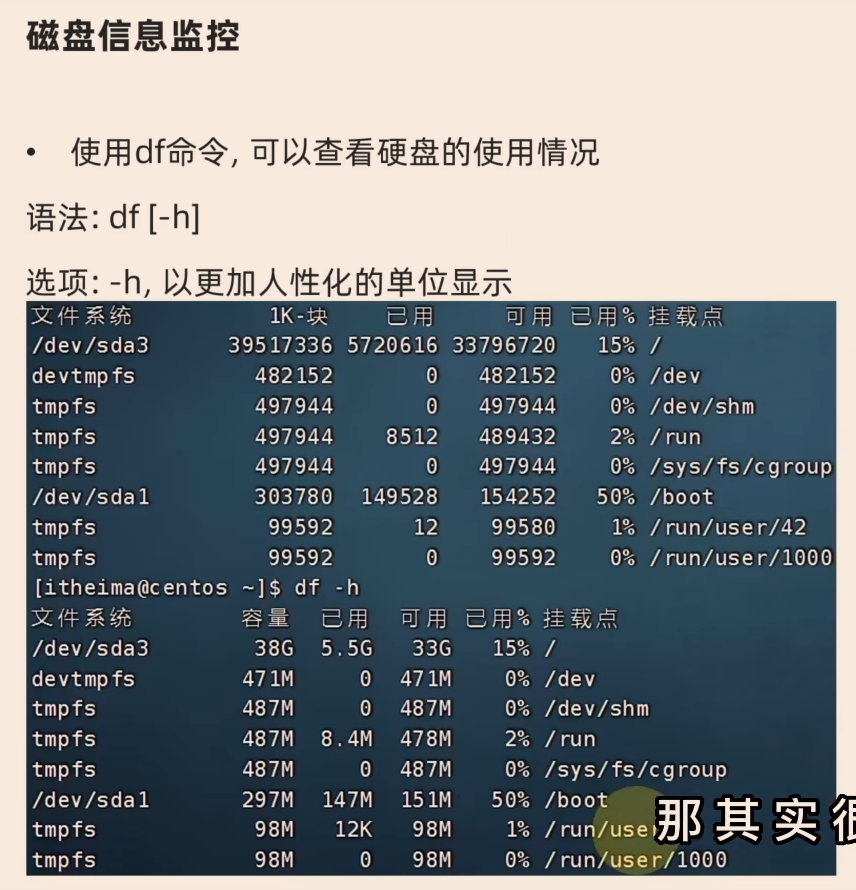 磁盘信息监控
• 使用df命令, 可以查看硬盘的使用情况
语法: df [-h]
选项: -h, 以更加人性化的单位显示
文件系统 1K-块 已用 可用 已用% 挂载点
/dev/sda3 39517336 5720616 33796720 15% /
devtmpfs 482152 0 482152 0% /dev
tmpfs 497944 0 497944 0% /dev/shm
tmpfs 497944 8512 489432 2% /run
tmpfs 497944 0 497944 0% /sys/fs/cgroup
/dev/sda1 303780 149528 154252 50% /boot
tmpfs 99592 12 99580 1% /run/user/42
tmpfs 99592 0 99592 0% /run/user/1000
[itheima@centos ~]$ df -h
文件系统 容量 已用 可用 已用% 挂载点
/dev/sda3 38G 5.5G 33G 15% /
devtmpfs 471M 0 471M 0% /dev
tmpfs 487M 0 487M 0% /dev/shm
tmpfs 487M 8.4M 478M 2% /run
tmpfs 487M 0 487M 0% /sys/fs/cgroup
/dev/sda1 297M 147M 151M 50% /boot
tmpfs 98M 12K 98M 1% /run/use
那其实很
tmpfs 98M 0 98M 0% /run/user/1000